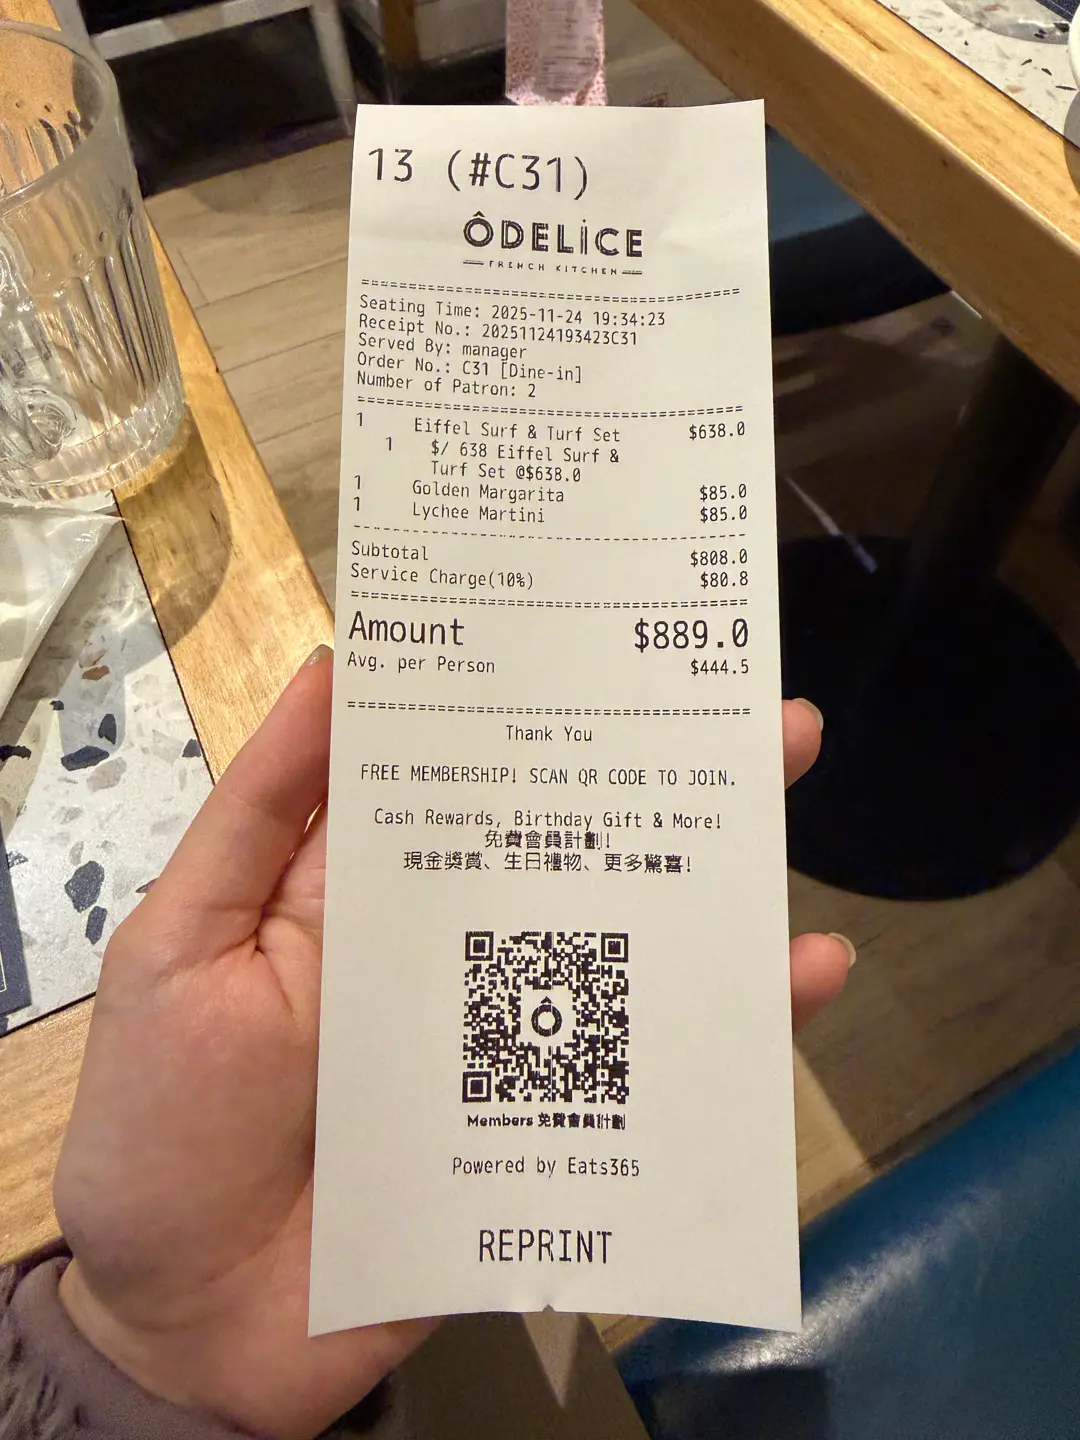 13 (#C31)
ÔDELİCE
FRENCH KITCHEN
========================================
Seating Time: 2025-11-24 19:34:23
Receipt No.: 20251124193423C31
Served By: manager
Order No.: C31 [Dine-in]
Number of Patron: 2
========================================
1 Eiffel Surf & Turf Set $638.0
1 $/ 638 Eiffel Surf &
Turf Set @$638.0
1 Golden Margarita $85.0
1 Lychee Martini $85.0
----------------------------------------
Subtotal $808.0
Service Charge(10%) $80.8
========================================
Amount $889.0
Avg. per Person $444.5
========================================
Thank You
FREE MEMBERSHIP! SCAN QR CODE TO JOIN.
Cash Rewards, Birthday Gift & More!
免費會員計劃!
現金獎賞、生日禮物、更多驚喜!
Ô
Members 免費會員計劃
Powered by Eats365
REPRINT